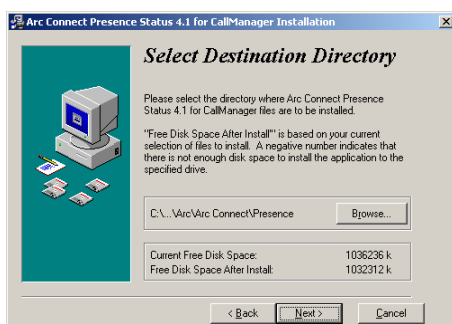 Arc Connect Presence Status 4.1 for CallManager Installation
Select Destination Directory
Please select the directory where Arc Connect Presence
Status 4.1 for CallManager files are to be
installed.
"Free Disk Space After Install" is based on your current
selection of files to install. A negative number indicates that
there is not enough disk space to install the application to the
specified drive.
C:\...\Arc\Arc Connect\Presence
Browse...
Current Free Disk Space: 1036236 k
Free Disk Space After Install: 1032312 k
< Back Next > Cancel